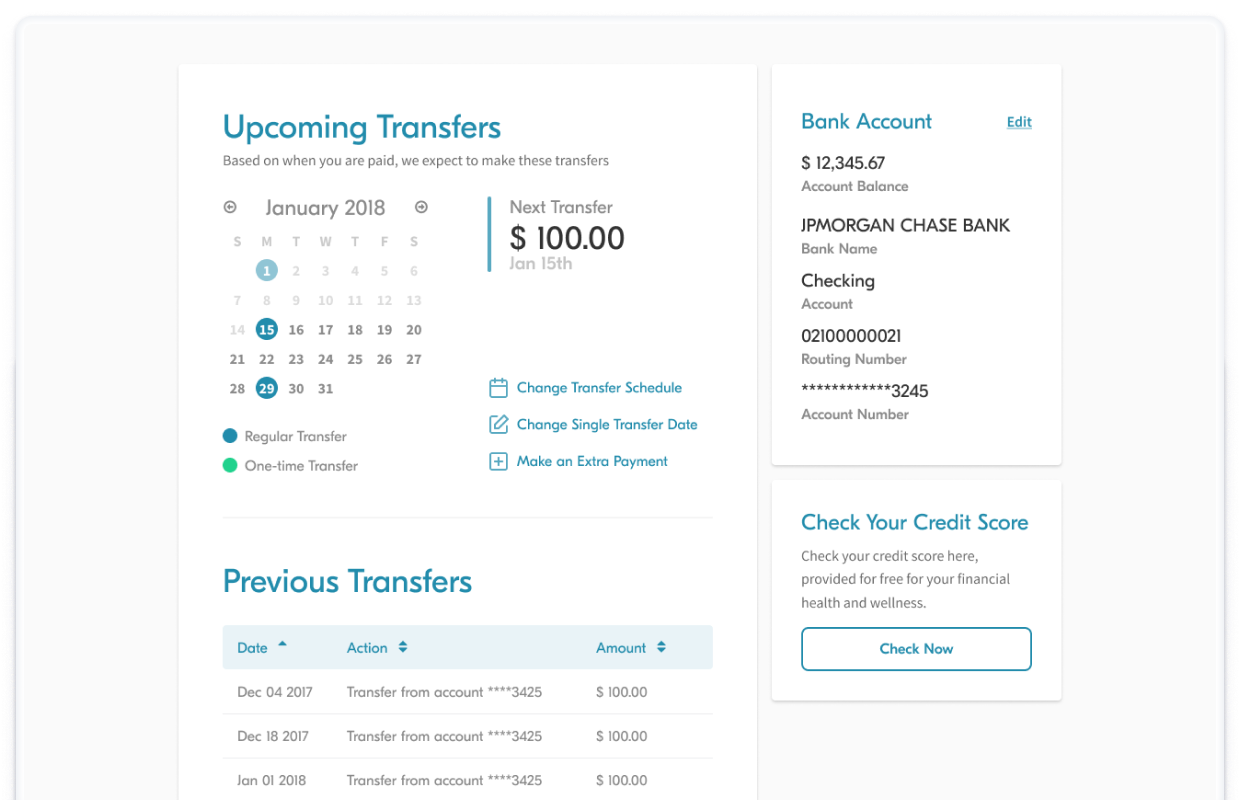 Upcoming Transfers
Based on when you are paid, we expect to make these transfers
January 2018
S M T W T F S
1 2 3 4 5 6
7 8 9 10 11 12 13
14 15 16 17 18 19 20
21 22 23 24 25 26 27
28 29 30 31
Regular Transfer
One-time Transfer
Next Transfer
$ 100.00
Jan 15th
Change Transfer Schedule
Change Single Transfer Date
Make an Extra Payment
Previous Transfers
Date Action Amount
Dec 04 2017 Transfer from account ****3425 $ 100.00
Dec 18 2017 Transfer from account ****3425 $ 100.00
Jan 01 2018 Transfer from account ****3425 $ 100.00
Bank Account Edit
$ 12,345.67
Account Balance
JPMORGAN CHASE BANK
Bank Name
Checking
Account
02100000021
Routing Number
************3245
Account Number
Check Your Credit Score
Check your credit score here,
provided for free for your financial
health and wellness.
Check Now